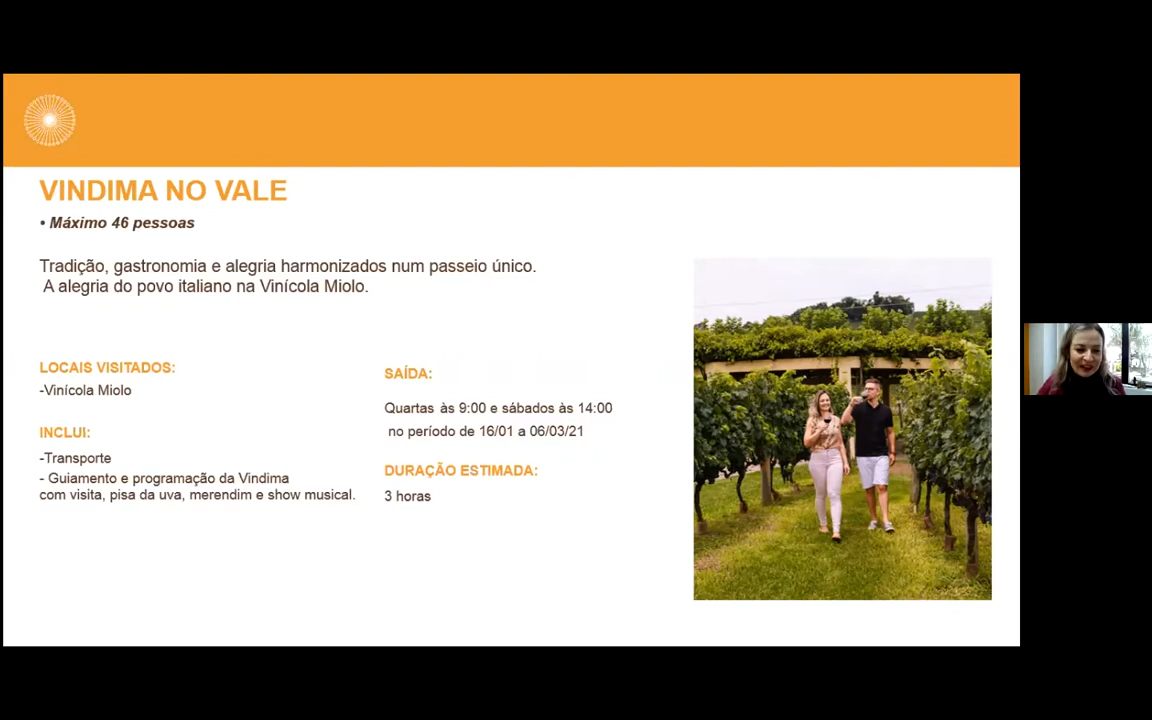 VINDIMA NO VALE
• Máximo 46 pessoas
Tradição, gastronomia e alegria harmonizados num passeio único.
A alegria do povo italiano na Vinícola Miolo.
LOCAIS VISITADOS:
-Vinícola Miolo
INCLUI:
-Transporte
- Guiamento e programação da Vindima
com visita, pisa da uva, merendim e show musical.
SAÍDA:
Quartas às 9:00 e sábados às 14:00
no período de 16/01 a 06/03/21
DURAÇÃO ESTIMADA:
3 horas